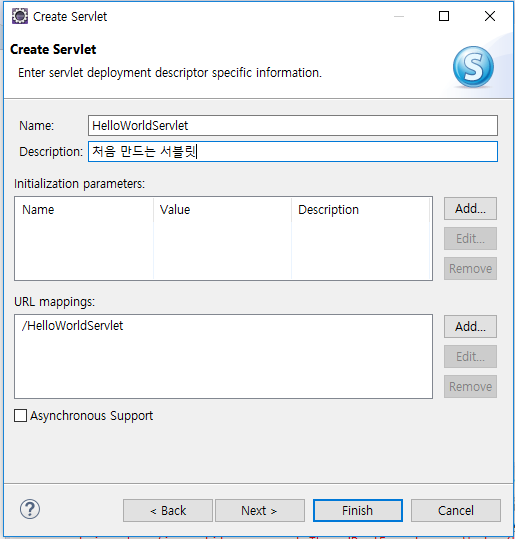 Create Servlet
Create Servlet
Enter servlet deployment descriptor specific information.
Name: HelloWorldServlet
Description: 처음 만드는 서블릿
Initialization parameters:
Name Value Description
Add...
Edit...
Remove
URL mappings:
/HelloWorldServlet
Add...
Edit...
Remove
Asynchronous Support
? < Back Next > Finish Cancel